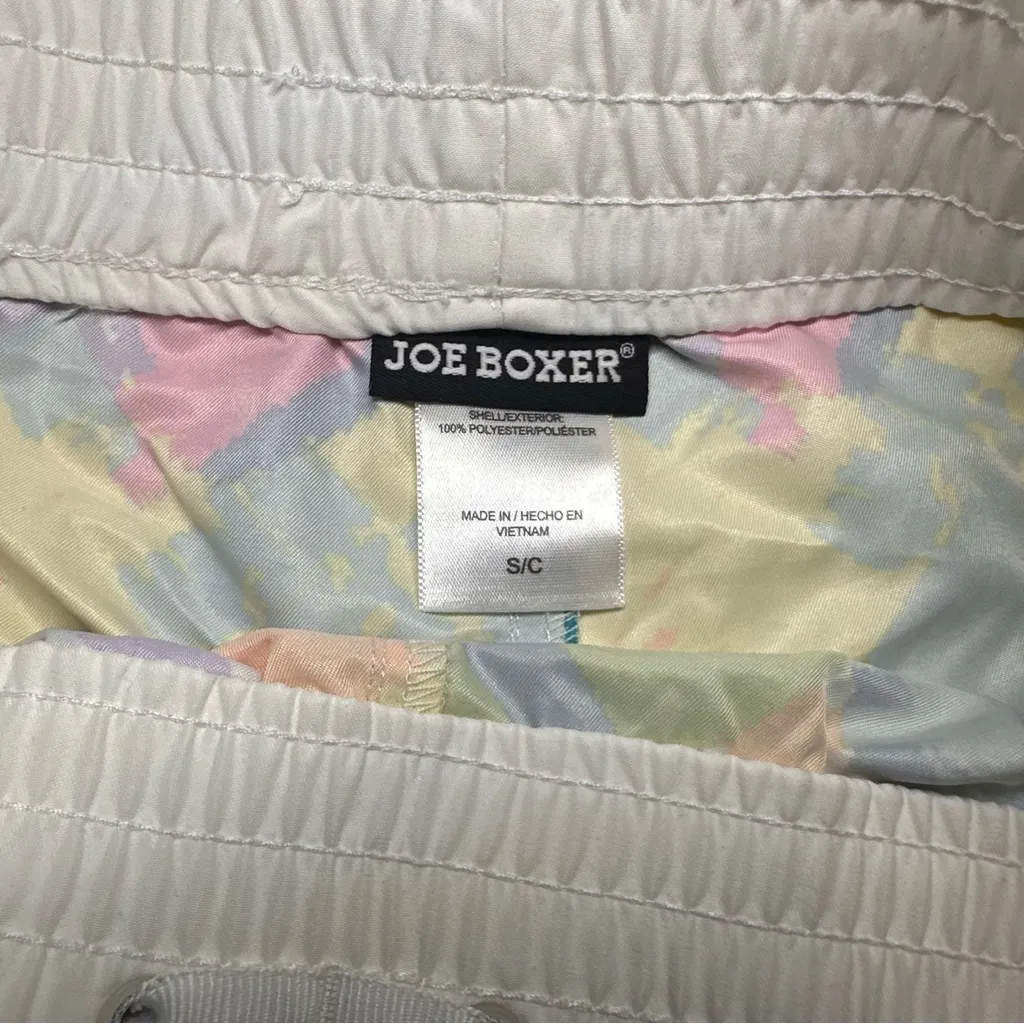 JOE BOXER®
SHELL/EXTERIOR:
100% POLYESTER/POLIÉSTER
MADE IN / HECHO EN
VIETNAM
S/C